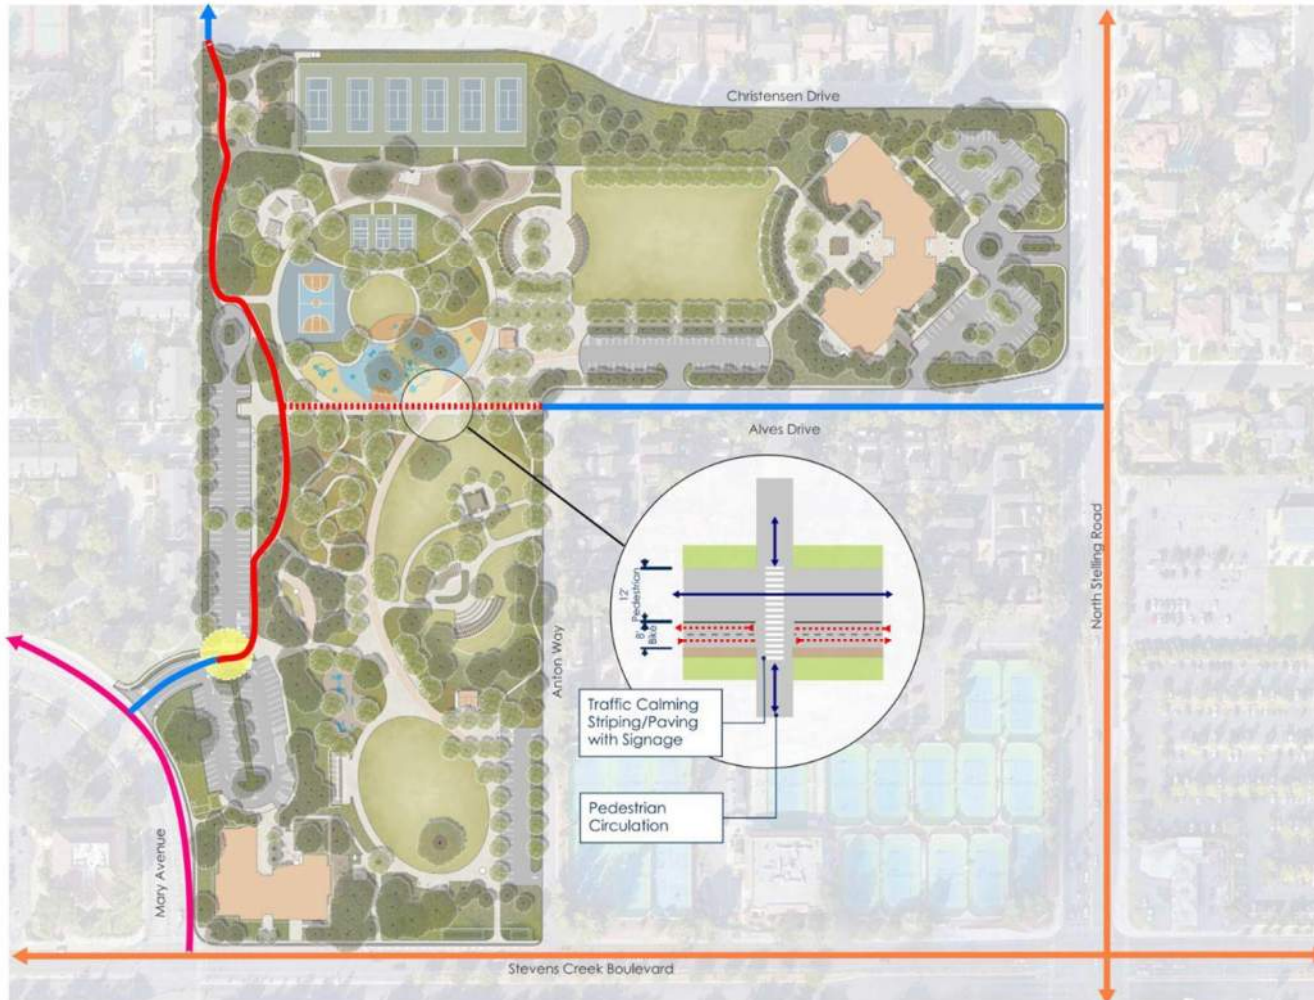 Christensen Drive
Alves Drive
North Stelling Road
12'
Pedestrian
8'
Bike
Anton Way
Traffic Calming
Striping/Paving
with Signage
Pedestrian
Circulation
Mary Avenue
Stevens Creek Boulevard